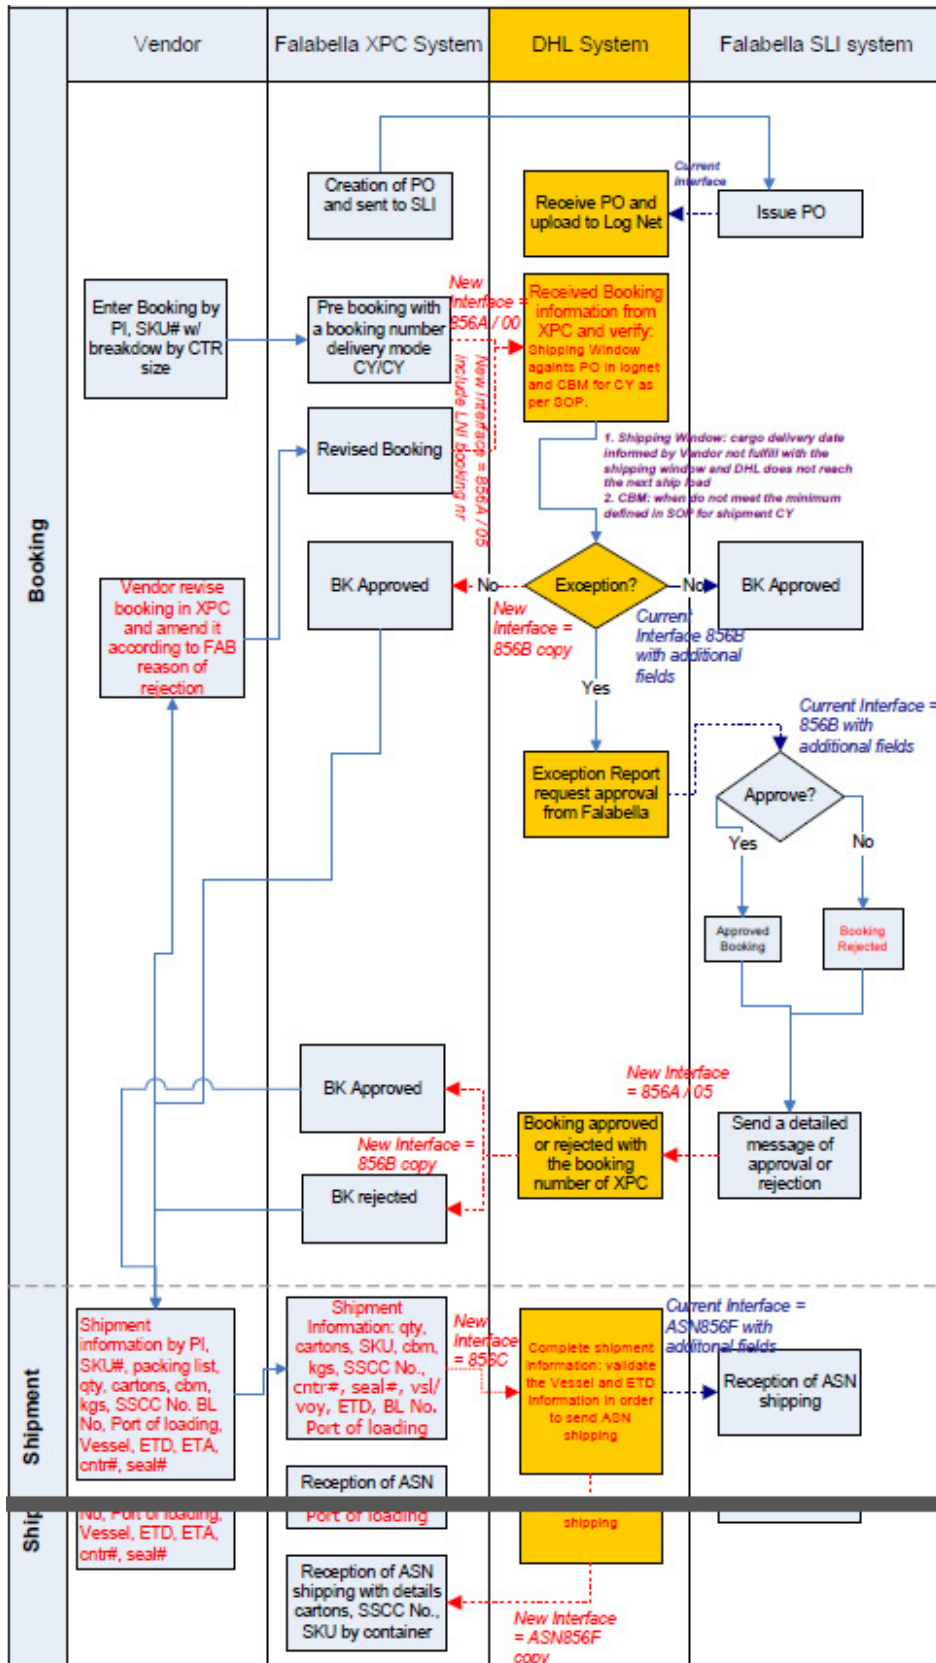 Vendor
Falabella XPC System
DHL System
Falabella SLI system
Booking
Creation of PO
and sent to SLI
Receive PO and
upload to Log Net
Current
Interface
Issue PO
Enter Booking by
PI, SKU# w/
breakdow by CTR
size
Pre booking with
a booking number
delivery mode
CY/CY
New
Interface =
856A / 00
Received Booking
information from
XPC and verify:
Shipping Window
againts PO in lognet
and CBM for CY as
per SOP.
Revised Booking
New Interface = 856A / 05
include LNI booking nr
1. Shipping Window: cargo delivery date
informed by Vendor not fulfill with the
shipping window and DHL does not reach
the next ship load
2. CBM: when do not meet the minimum
defined in SOP for shipment CY
Vendor revise
booking in XPC
and amend it
according to FAB
reason of
rejection
BK Approved
No
Exception?
No
BK Approved
New
Interface =
856B copy
Current
Interface 856B
with additional
fields
Yes
Current Interface =
856B with
additional fields
Exception Report
request approval
from Falabella
Approve?
Yes
No
Approved
Booking
Booking
Rejected
BK Approved
New Interface
= 856A / 05
New Interface =
856B copy
Booking approved
or rejected with
the booking
number of XPC
Send a detailed
message of
approval or
rejection
BK rejected
Shipment
Shipment
information by PI,
SKU#, packing list,
qty, cartons, cbm,
kgs, SSCC No. BL
No, Port of loading,
Vessel, ETD, ETA,
cntr#, seal#
Shipment
Information: qty,
cartons, SKU, cbm,
kgs, SSCC No.,
cntr#, seal#, vsl/
voy, ETD, BL No.
Port of loading
New
Interface
= 856C
Complete shipment
Information: validate
the Vessel and ETD
Information in order
to send ASN
shipping
Current Interface =
ASN856F with
additonal fields
Reception of ASN
shipping
Reception of ASN
Ship
No, Port of loading,
Vessel, ETD, ETA,
cntr#, seal#
Port of loading
shipping
Reception of ASN
shipping with details
cartons, SSCC No.,
SKU by container
New Interface
= ASN856F
copy